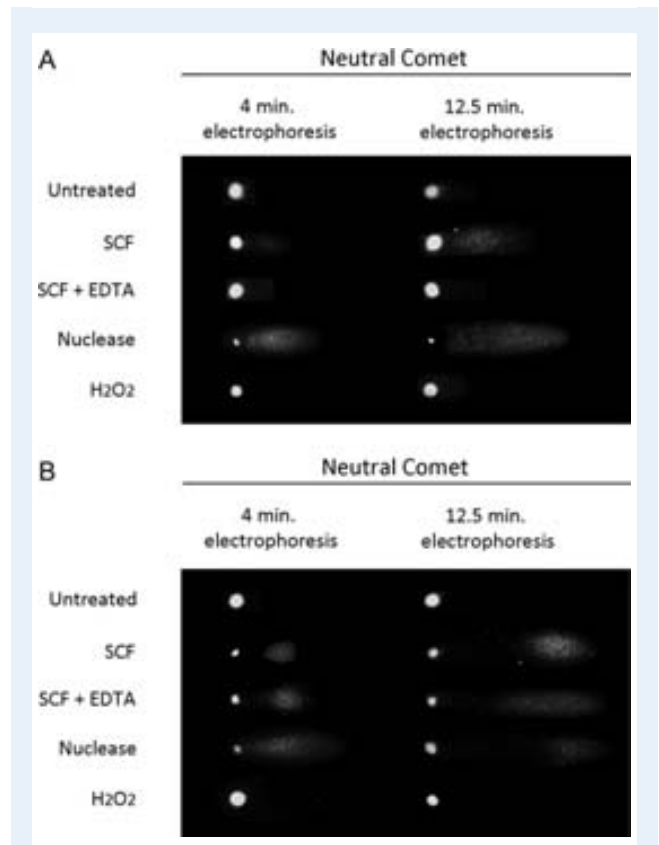 A
Neutral Comet
4 min. electrophoresis
12.5 min. electrophoresis
Untreated
SCF
SCF + EDTA
Nuclease
H2O2
B
Neutral Comet
4 min. electrophoresis
12.5 min. electrophoresis
Untreated
SCF
SCF + EDTA
Nuclease
H2O2